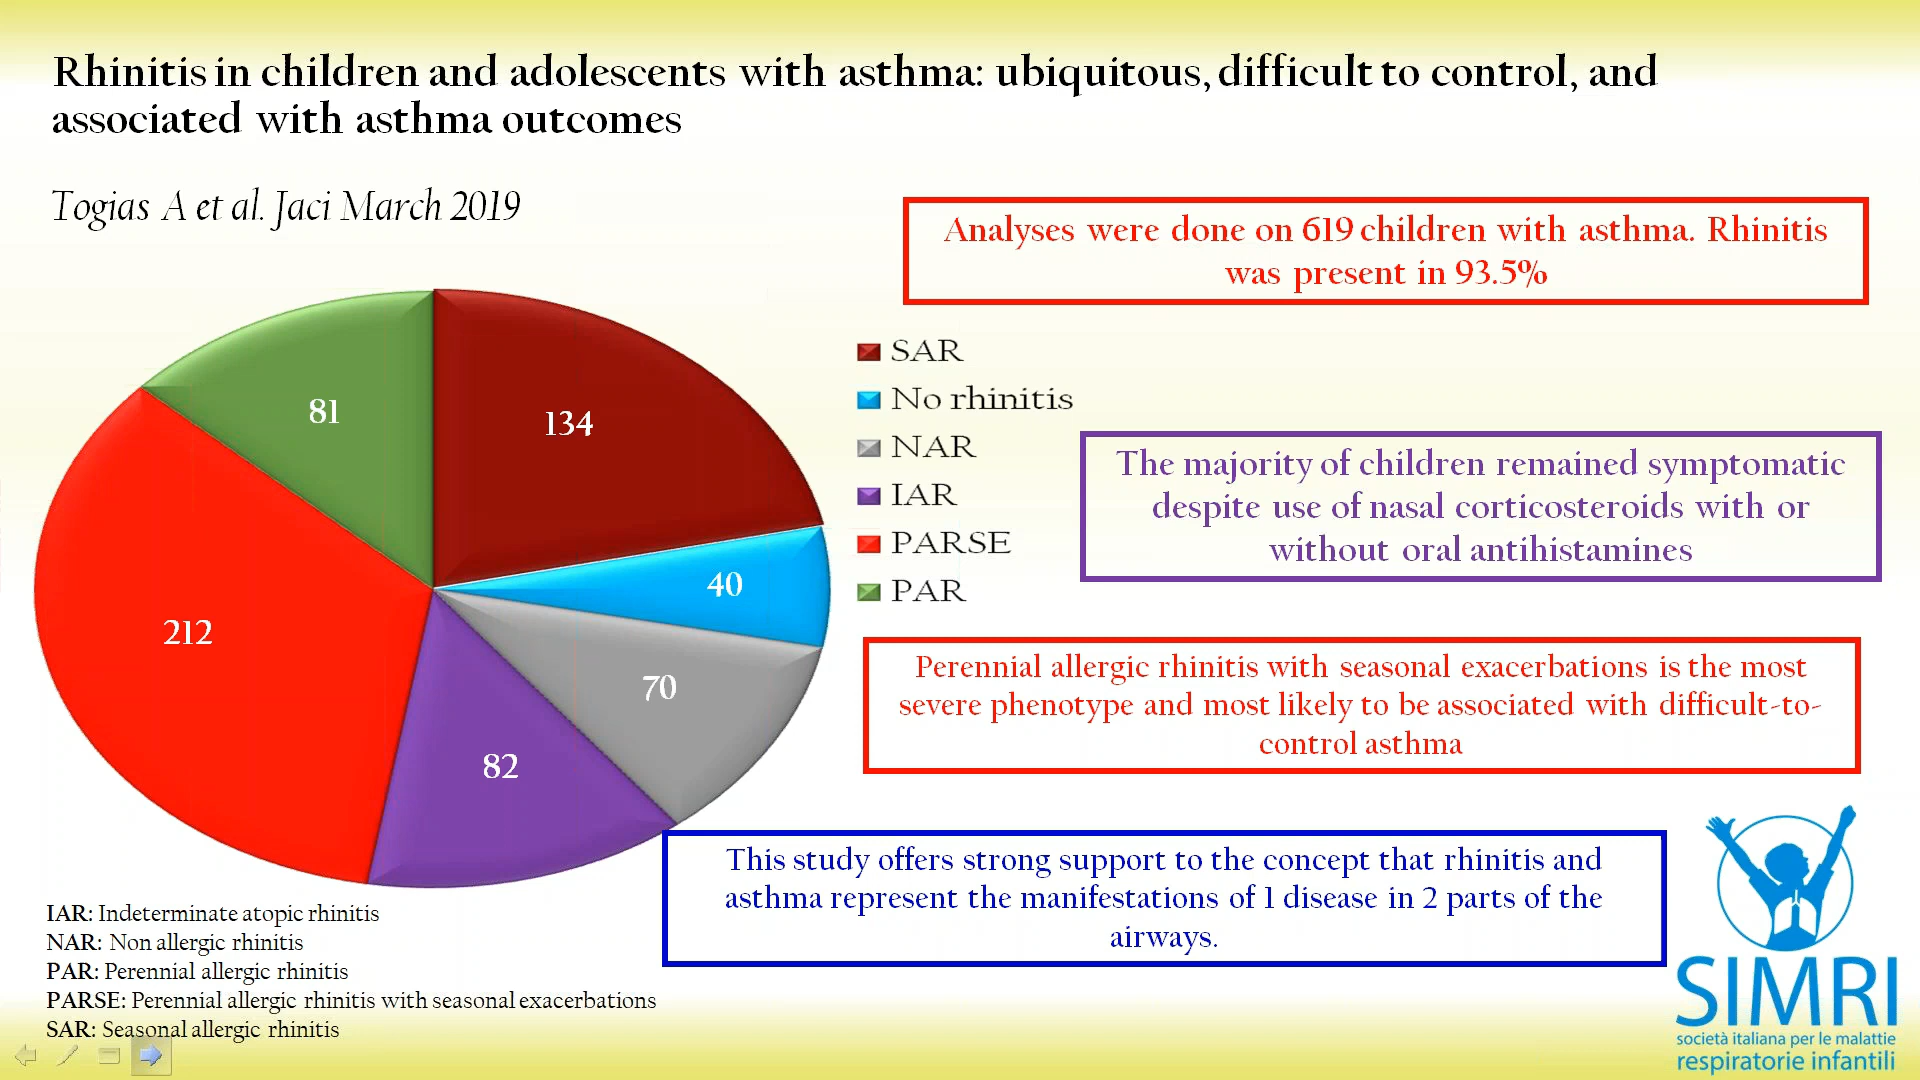 Rhinitis in children and adolescents with asthma: ubiquitous, difficult to control, and
associated with asthma outcomes
Togias A et al. Jaci March 2019
Analyses were done on 619 children with asthma. Rhinitis
was present in 93.5%
81
134
40
212
70
82
SAR
No rhinitis
NAR
IAR
PARSE
PAR
The majority of children remained symptomatic
despite use of nasal corticosteroids with or
without oral antihistamines
Perennial allergic rhinitis with seasonal exacerbations is the most
severe phenotype and most likely to be associated with difficult-to-
control asthma
This study offers strong support to the concept that rhinitis and
asthma represent the manifestations of 1 disease in 2 parts of the
airways.
IAR: Indeterminate atopic rhinitis
NAR: Non allergic rhinitis
PAR: Perennial allergic rhinitis
PARSE: Perennial allergic rhinitis with seasonal exacerbations
SAR: Seasonal allergic rhinitis
SIMRI
società italiana per le malattie
respiratorie infantili